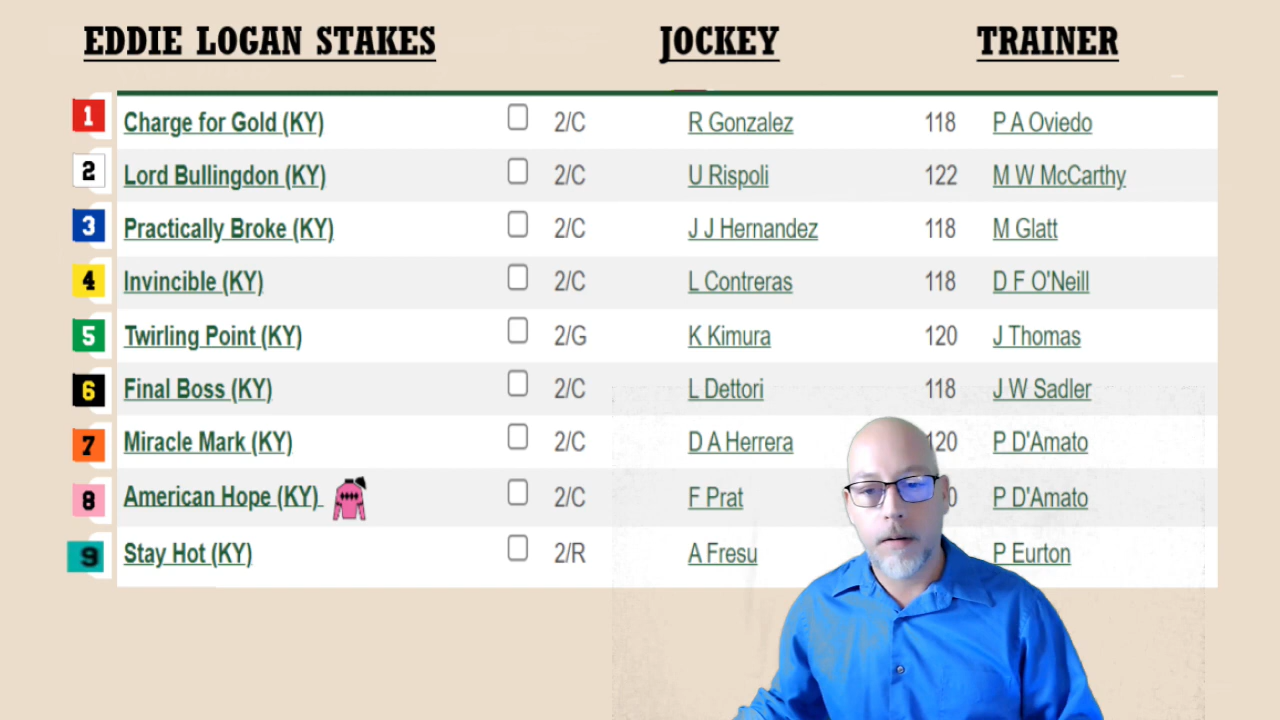 EDDIE LOGAN STAKES JOCKEY TRAINER
1 Charge for Gold (KY) 2/C R Gonzalez 118 P A Oviedo
2 Lord Bullingdon (KY) 2/C U Rispoli 122 M W McCarthy
3 Practically Broke (KY) 2/C J J Hernandez 118 M Glatt
4 Invincible (KY) 2/C L Contreras 118 D F O'Neill
5 Twirling Point (KY) 2/G K Kimura 120 J Thomas
6 Final Boss (KY) 2/C L Dettori 118 J W Sadler
7 Miracle Mark (KY) 2/C D A Herrera 120 P D'Amato
8 American Hope (KY) 2/C F Prat P D'Amato
9 Stay Hot (KY) 2/R A Fresu P Eurton